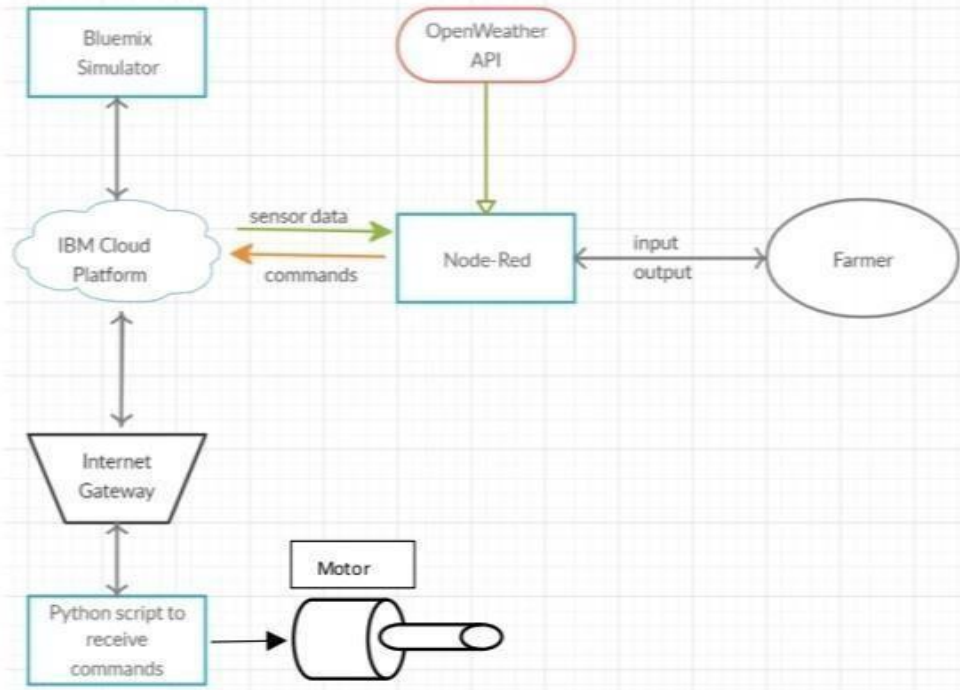 Bluemix
Simulator
OpenWeather
API
sensor data
commands
IBM Cloud
Platform
Node-Red
input
output
Farmer
Internet
Gateway
Python script to
receive
commands
Motor